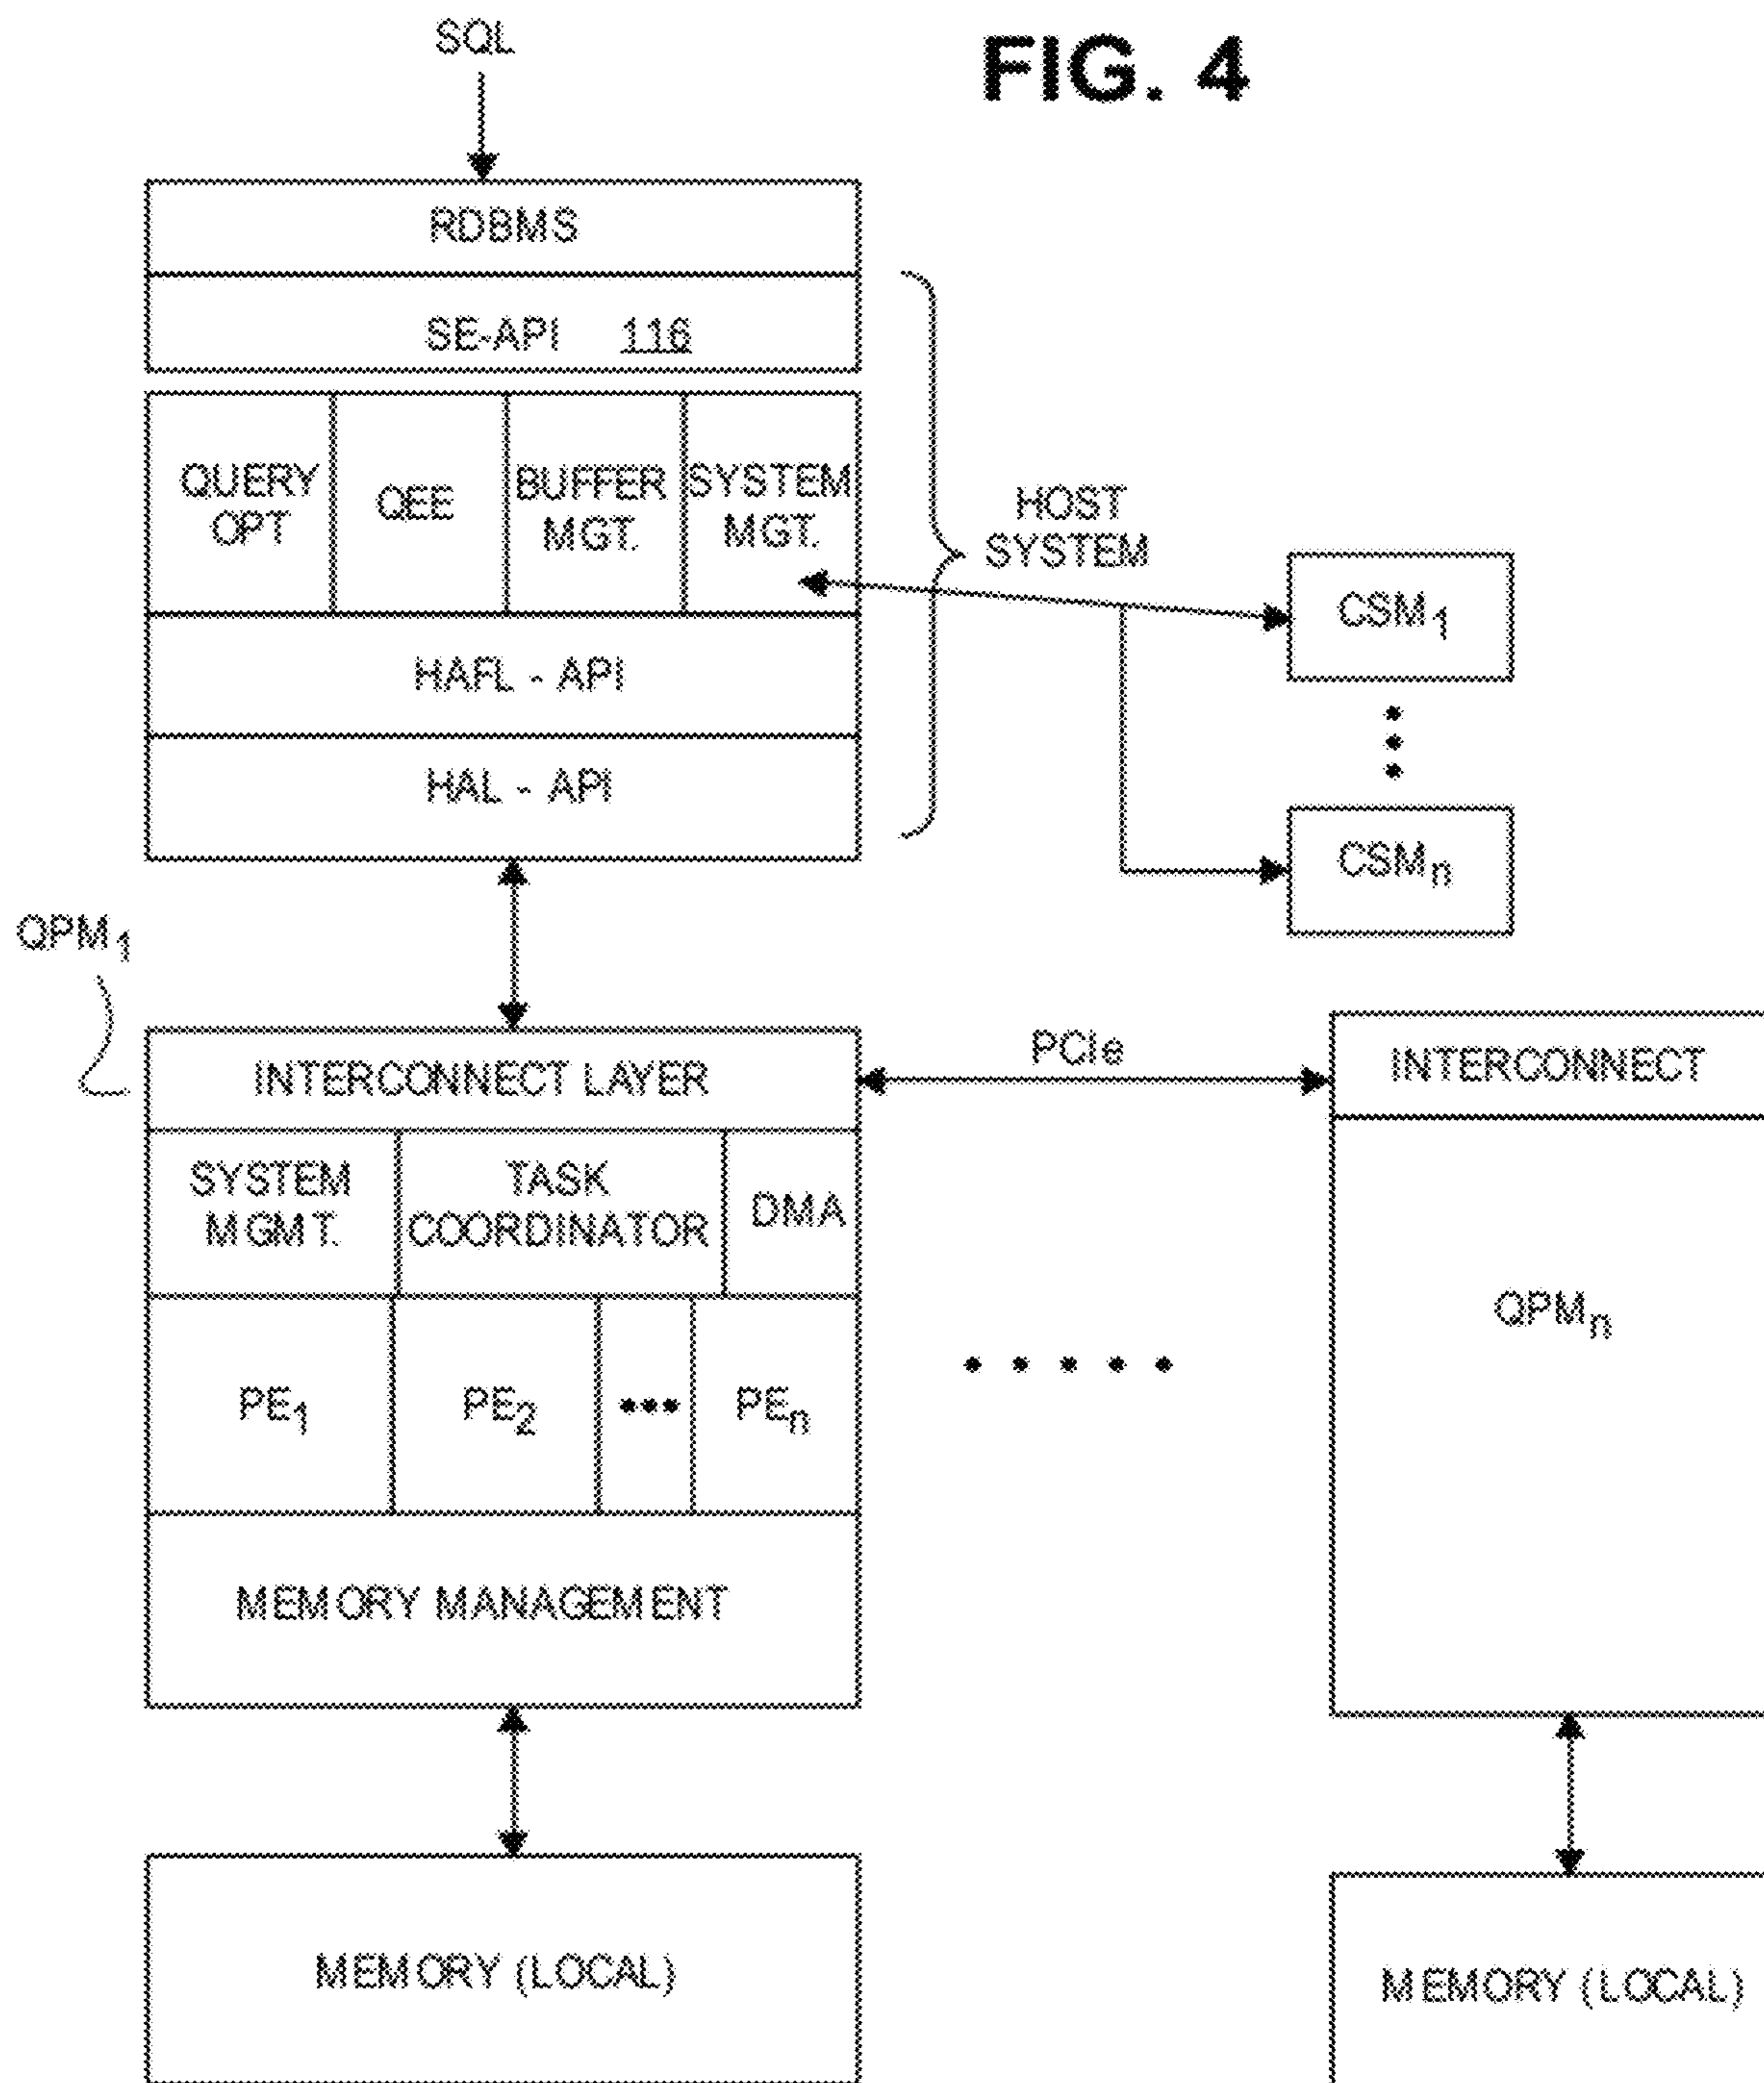 FIG. 4
SQL
RDBMS
SE-API 116
QUERY
OPT
QEE
BUFFER
MGT.
SYSTEM
MGT.
HOST
SYSTEM
CSM1
HAFL - API
HAL - API
CSMn
QPM1
INTERCONNECT LAYER
PCIe
INTERCONNECT
SYSTEM
MGMT.
TASK
COORDINATOR
DMA
QPMn
PE1
PE2
PEn
MEMORY MANAGEMENT
MEMORY (LOCAL)
MEMORY (LOCAL)